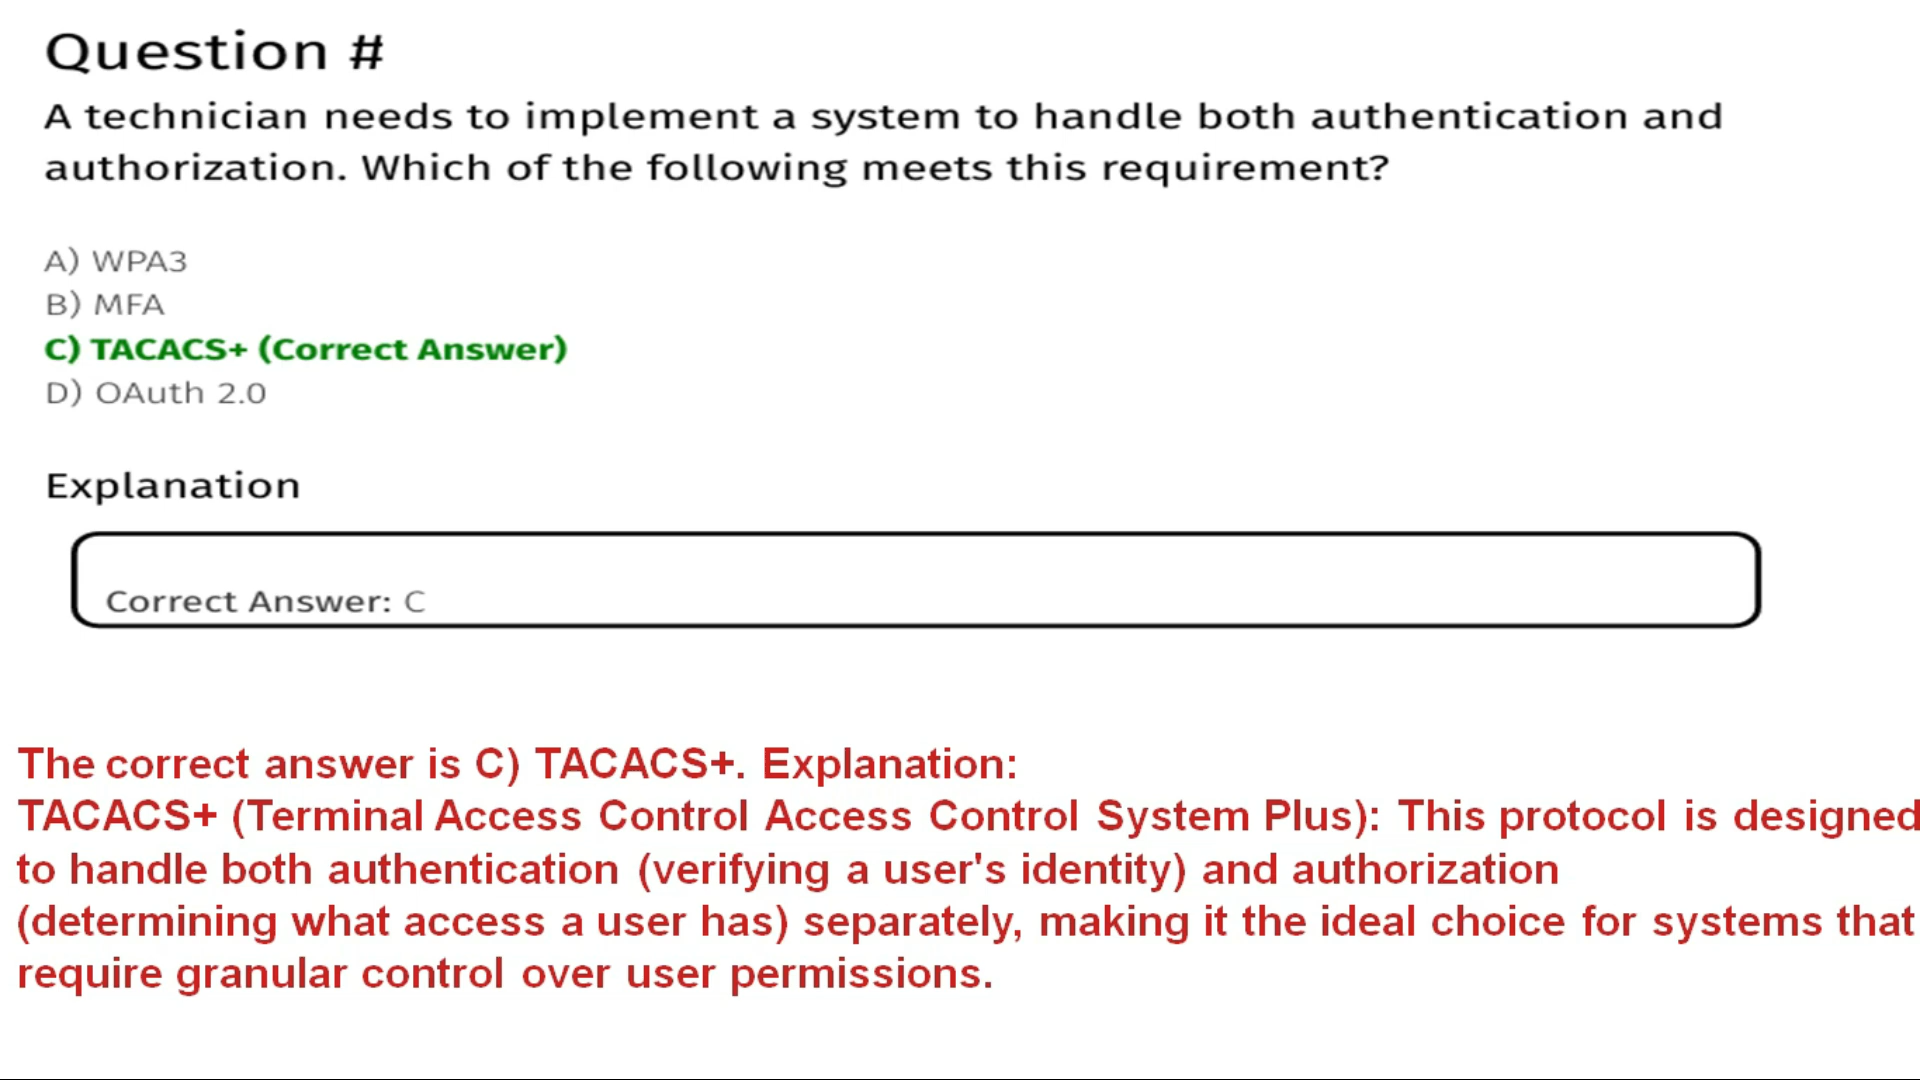 Question #
A technician needs to implement a system to handle both authentication and
authorization. Which of the following meets this requirement?
A) WPA3
B) MFA
C) TACACS+ (Correct Answer)
D) OAuth 2.0
Explanation
Correct Answer: C
The correct answer is C) TACACS+. Explanation:
TACACS+ (Terminal Access Control Access Control System Plus): This protocol is designed
to handle both authentication (verifying a user's identity) and authorization
(determining what access a user has) separately, making it the ideal choice for systems that
require granular control over user permissions.